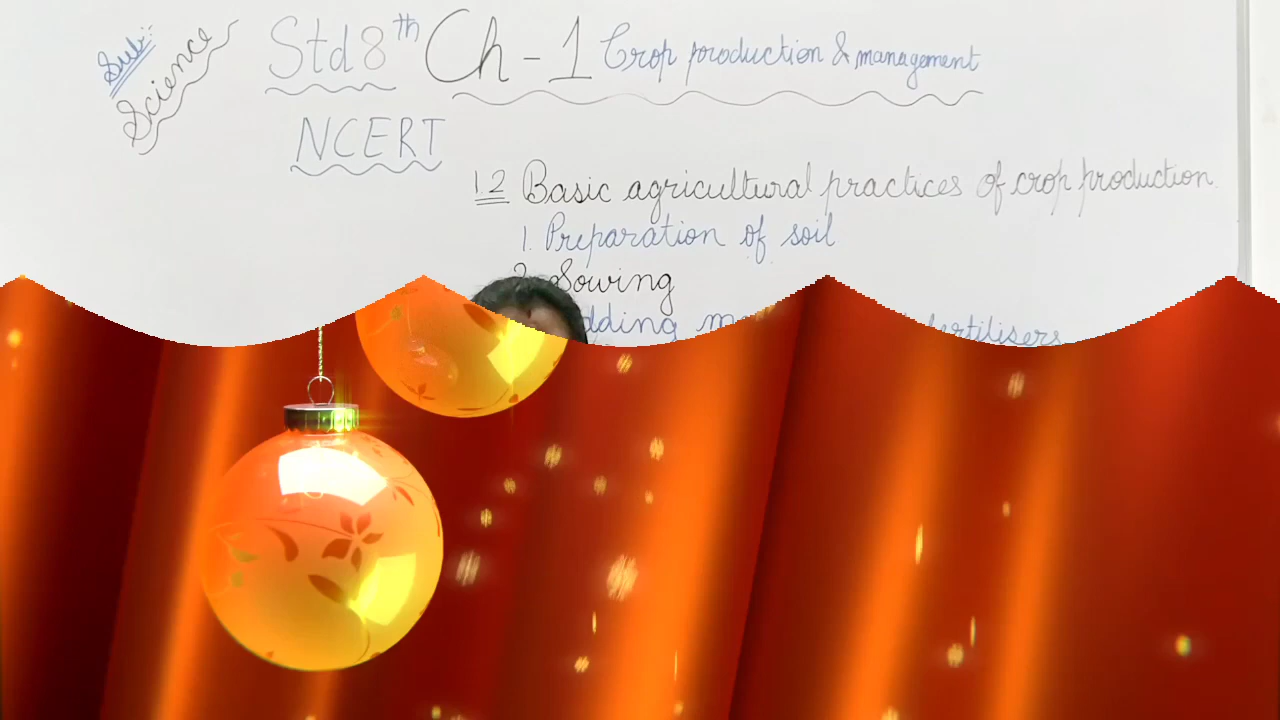 Sub:
Science
Std 8th Ch - 1 Crop production & management
NCERT
1.2 Basic agricultural practices of crop production
1. Preparation of soil
Sowing
fertilisers